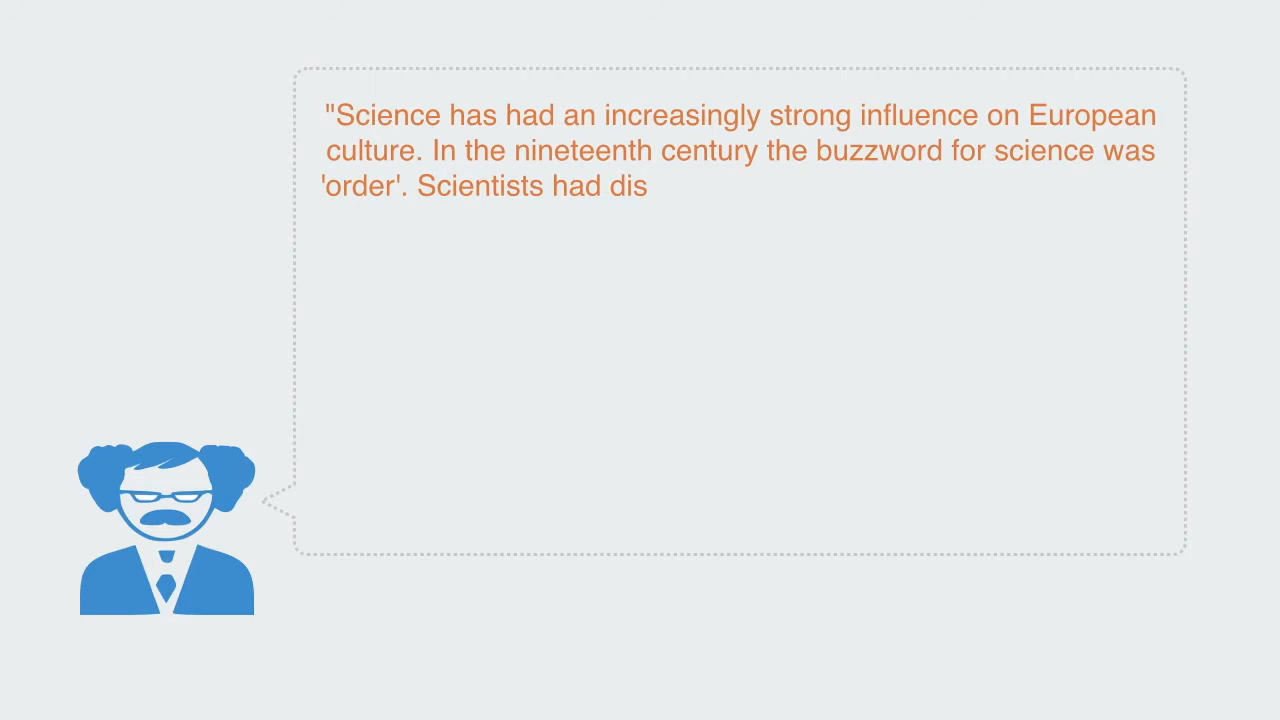 "Science has had an increasingly strong influence on European
culture. In the nineteenth century the buzzword for science was
'order'. Scientists had dis